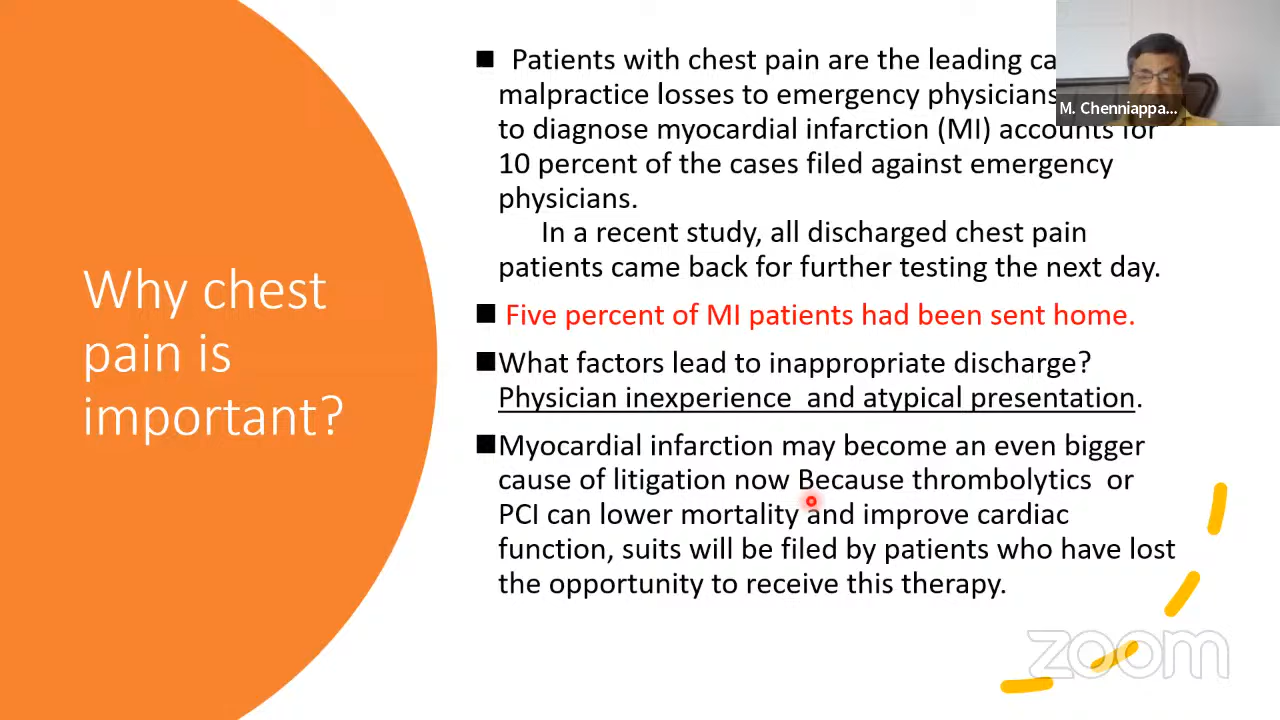 Why chest
pain is
important?
■ Patients with chest pain are the leading
malpractice losses to emergency physicians
to diagnose myocardial infarction (MI) accounts for
10 percent of the cases filed against emergency
physicians.
In a recent study, all discharged chest pain
patients came back for further testing the next day.
■ Five percent of MI patients had been sent home.
■What factors lead to inappropriate discharge?
Physician inexperience and atypical presentation.
■Myocardial infarction may become an even bigger
cause of litigation now Because thrombolytics or
PCI can lower mortality and improve cardiac
function, suits will be filed by patients who have lost
the opportunity to receive this therapy.
M. Chenniappa...
zoom